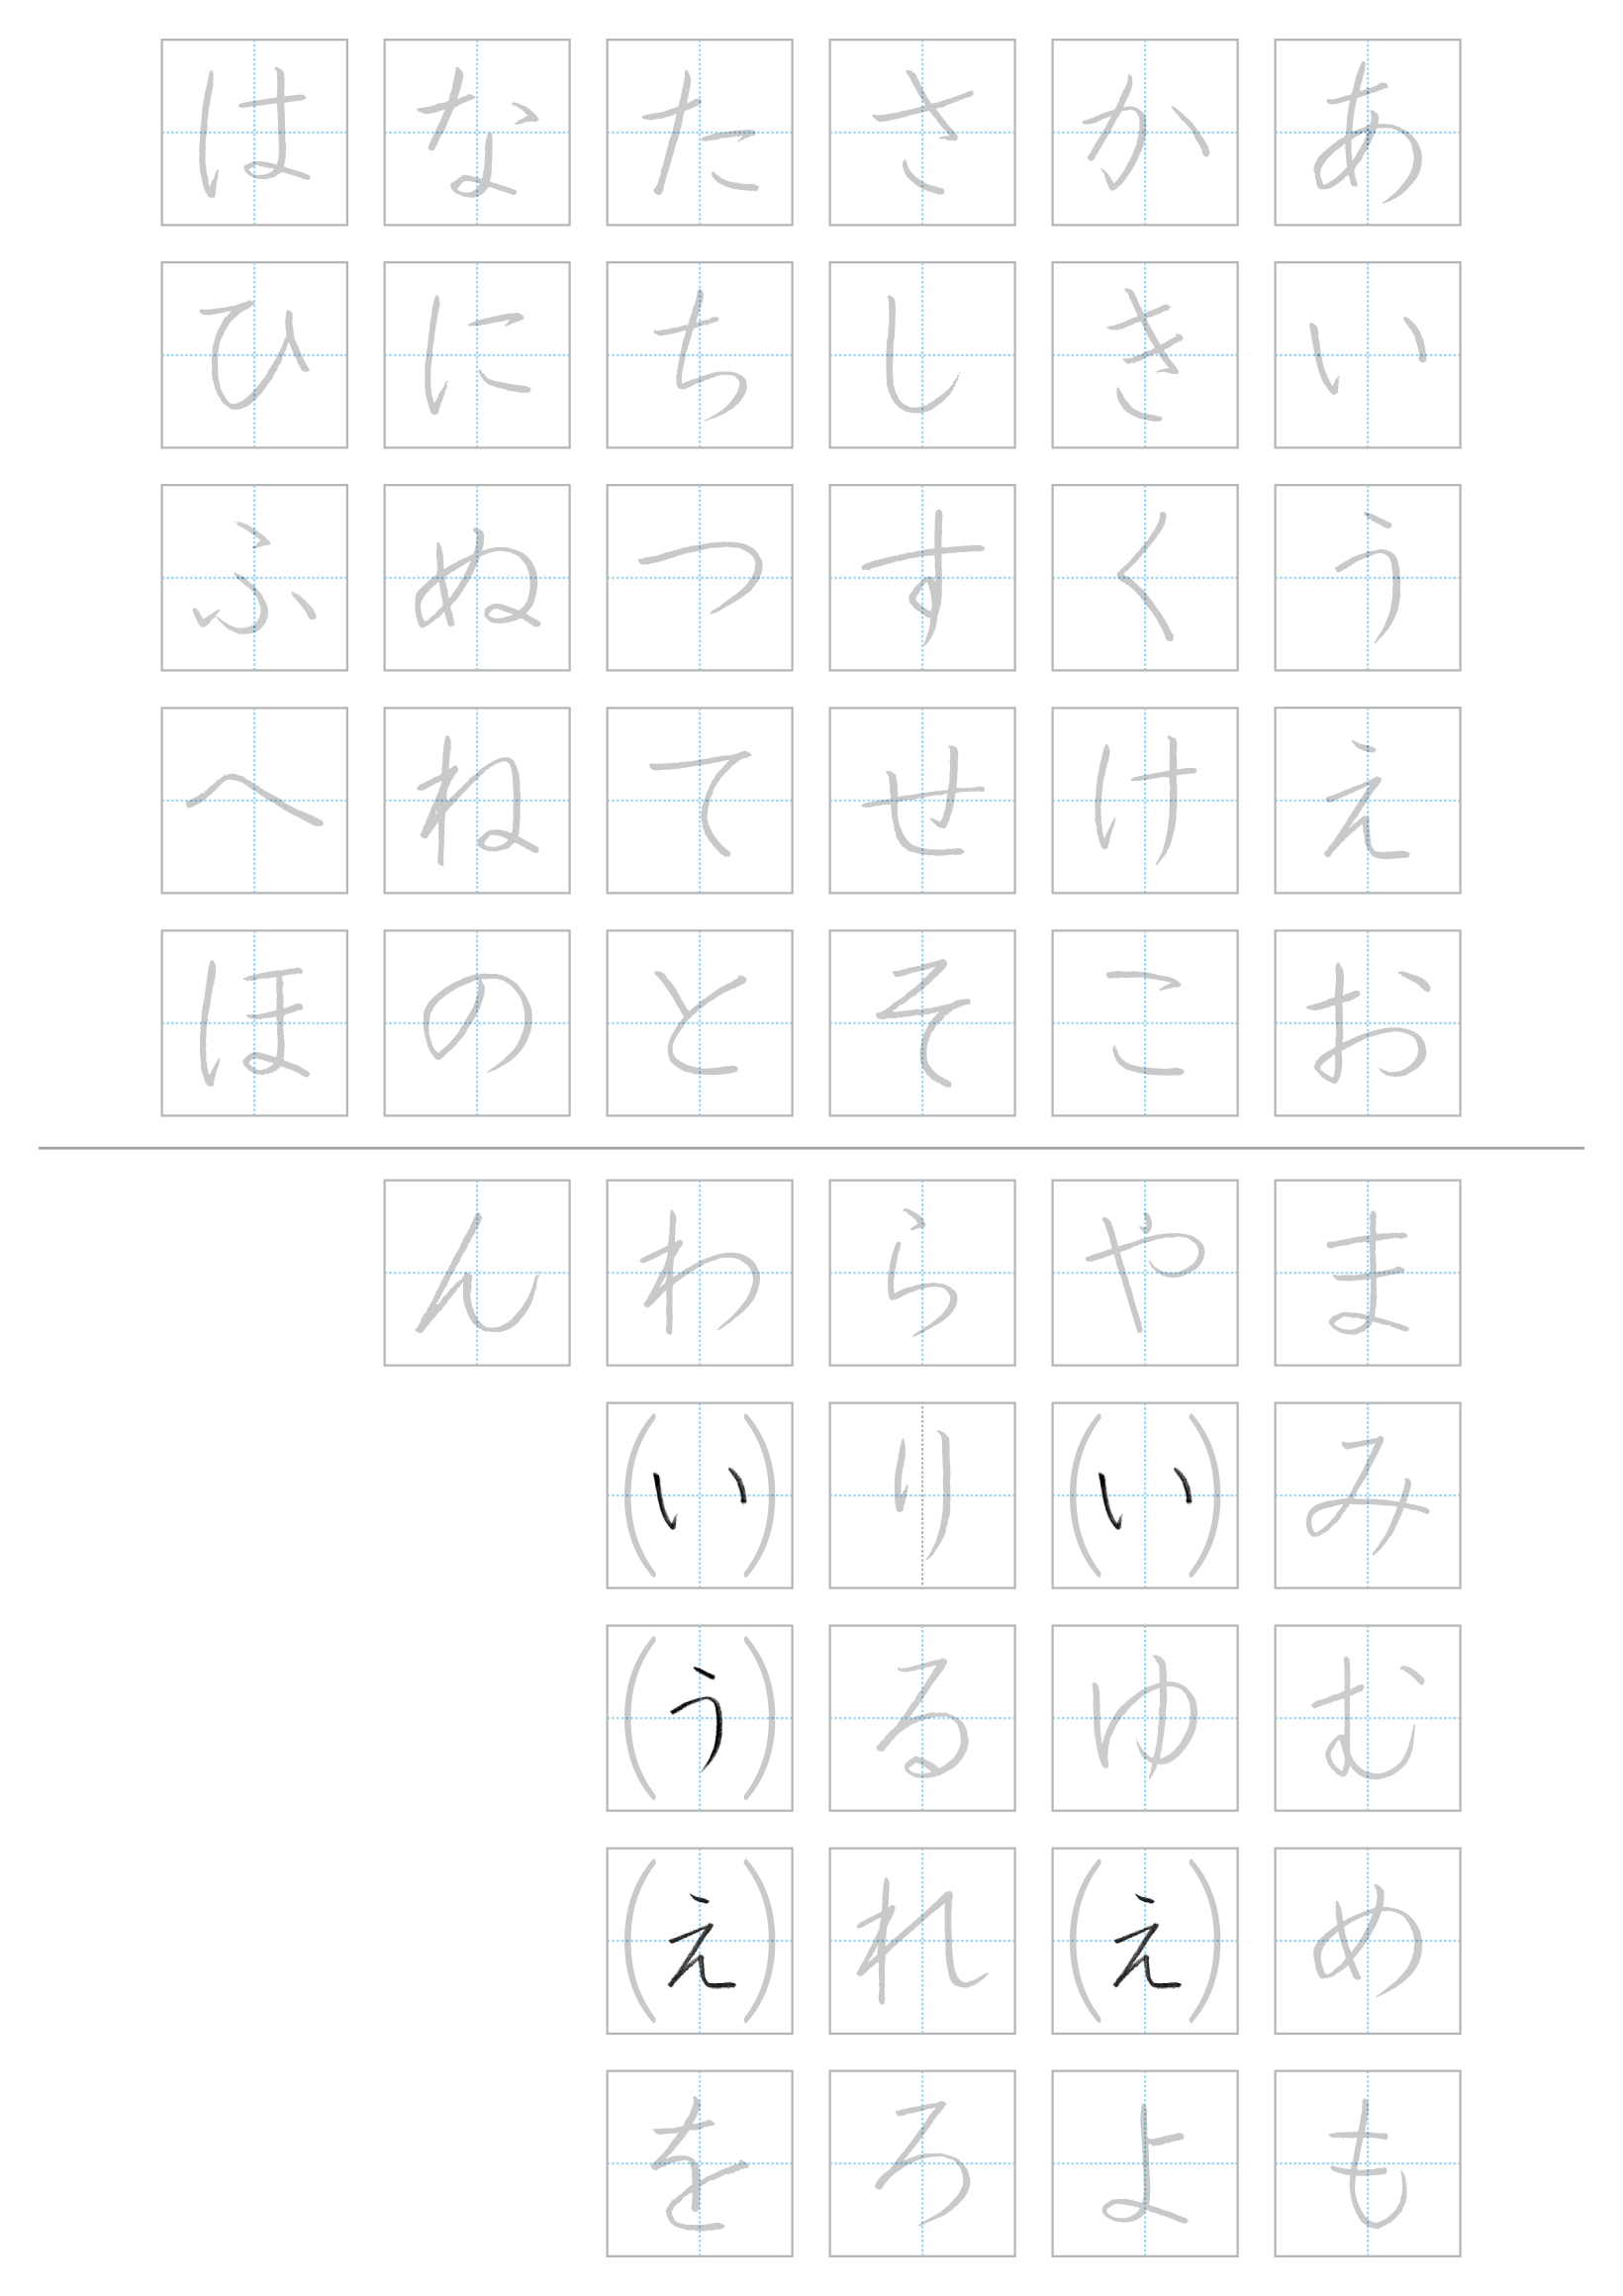 あいうえお
かきくけこ
さしすせそ
たちつてと
なにぬねの
はひふへほ
まみむめも
や(い)ゆ(え)よ
らりるれろ
わ(い)(う)(え)を
ん